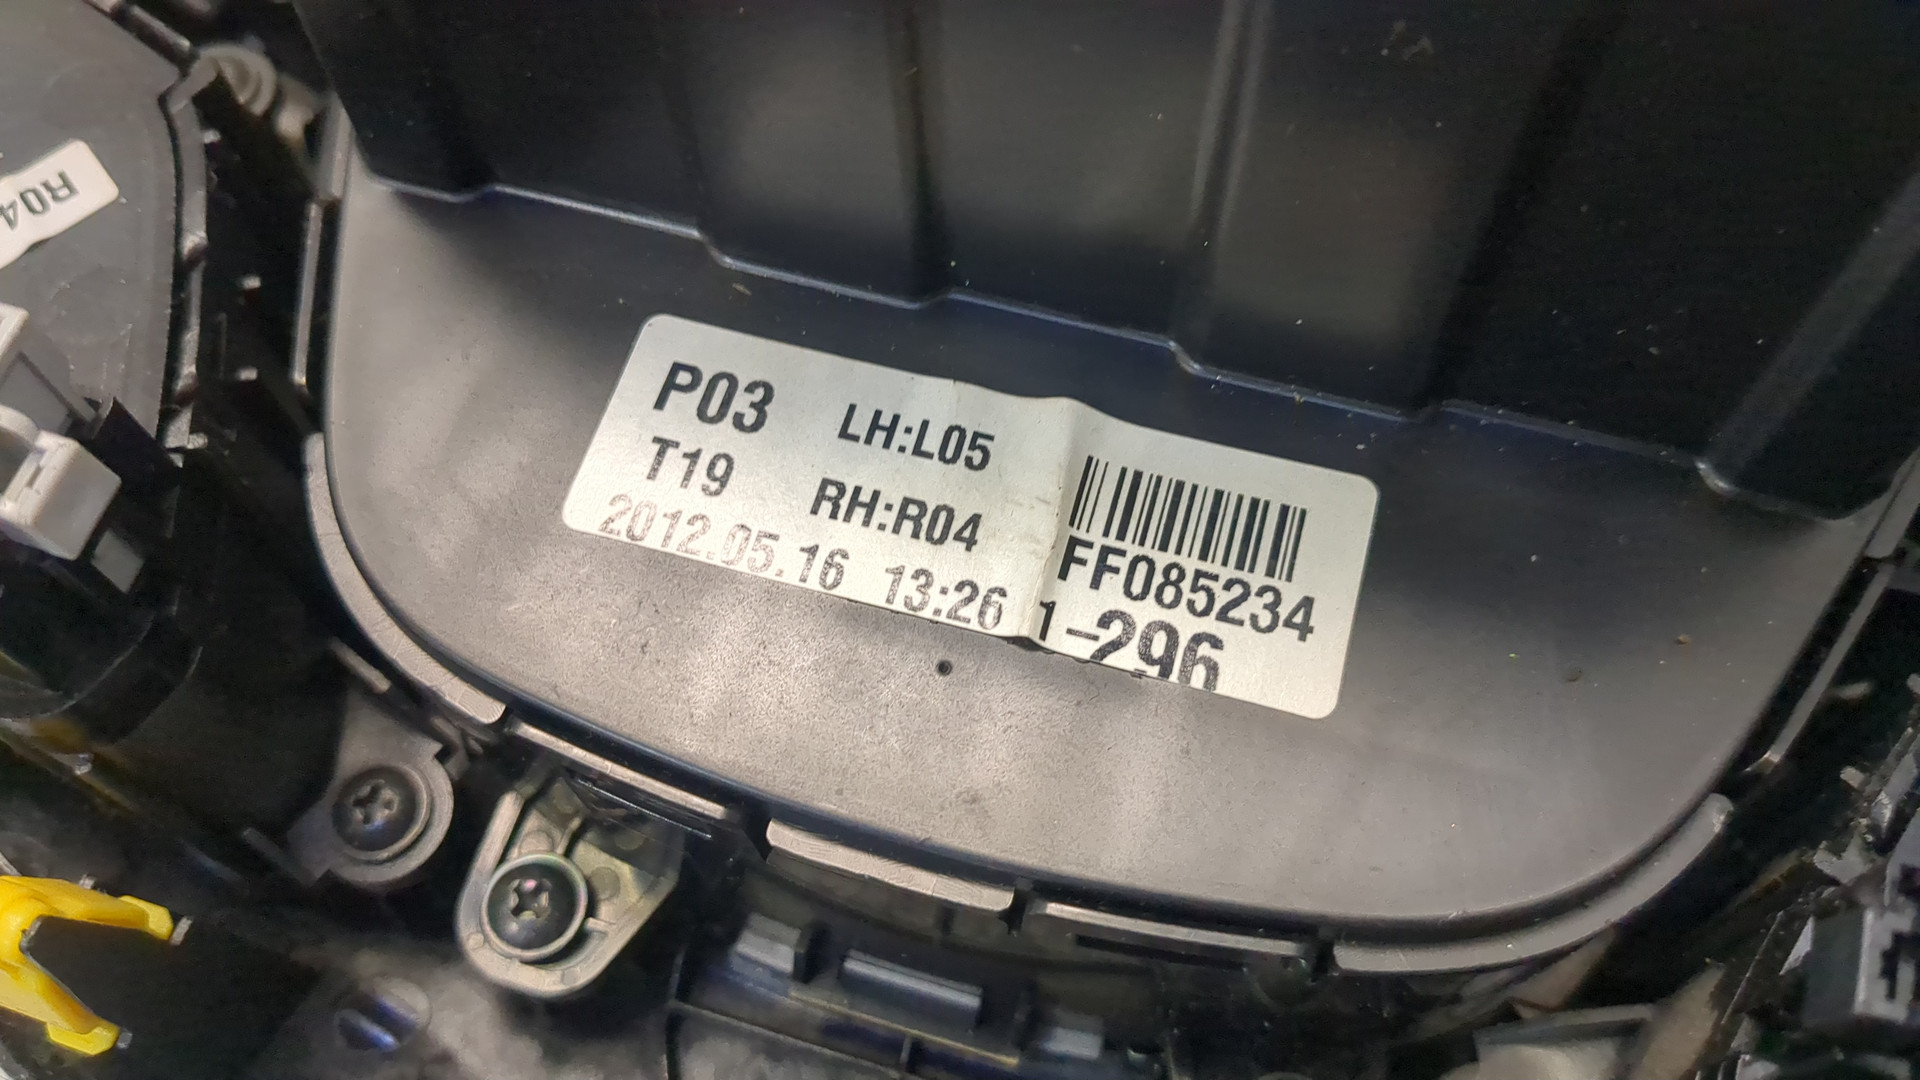 R04
P03 LH:L05
T19 RH:R04
2012.05.16 13:26
FF085234
1-296